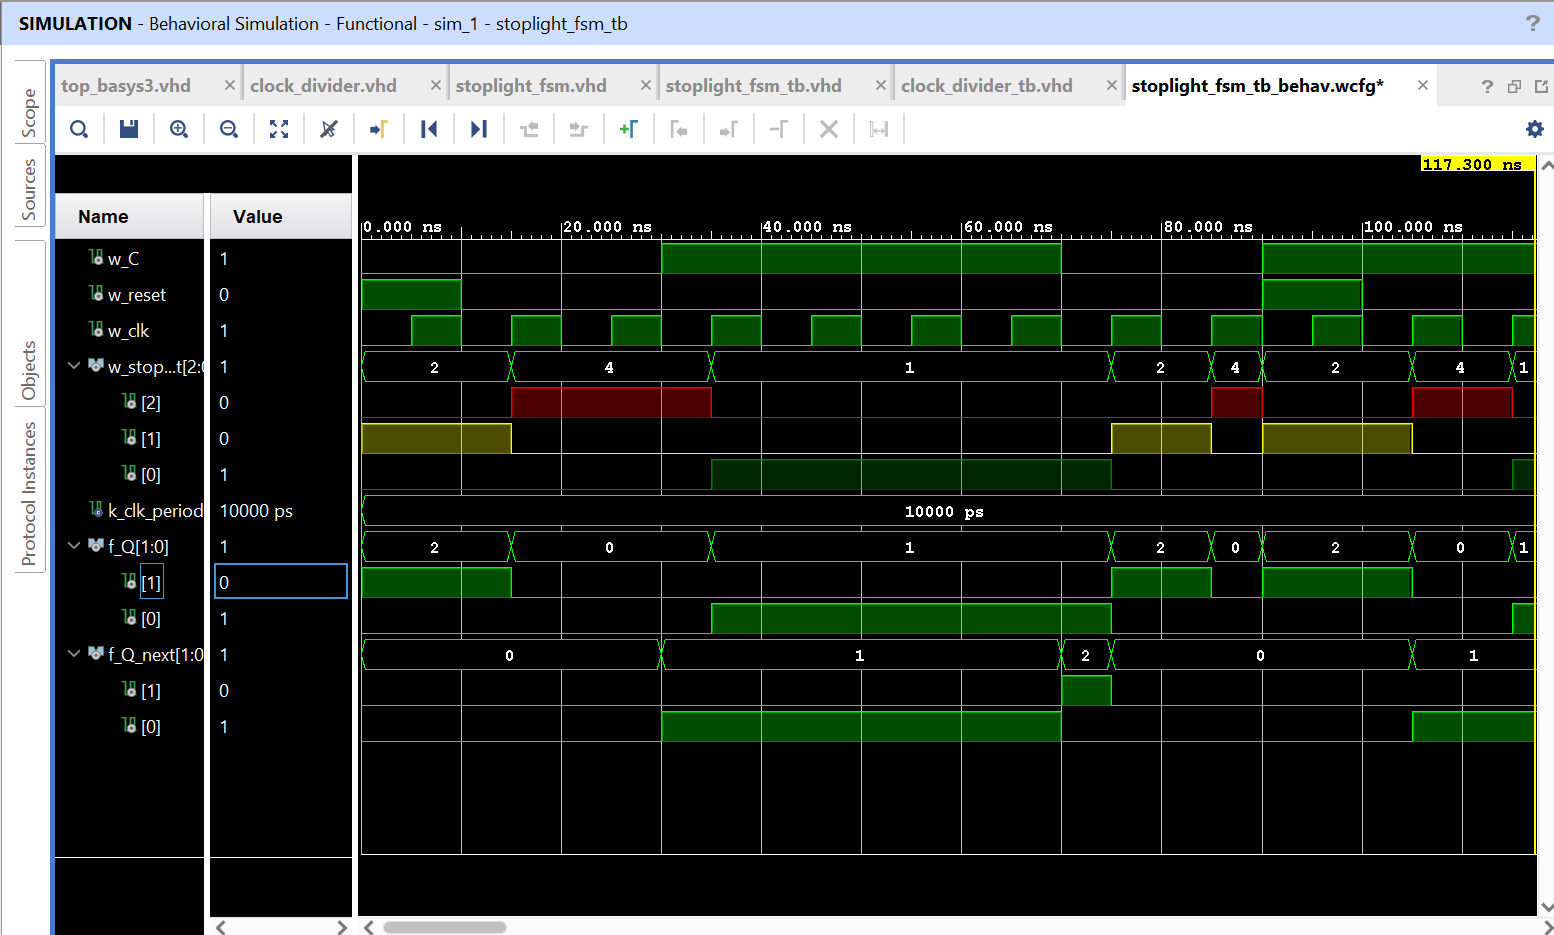 SIMULATION - Behavioral Simulation - Functional - sim_1 - stoplight_fsm_tb
?
Scope
Sources
Objects
Protocol Instances
top_basys3.vhd
clock_divider.vhd
stoplight_fsm.vhd
stoplight_fsm_tb.vhd
clock_divider_tb.vhd
stoplight_fsm_tb_behav.wcfg*
?
117.300 ns
Name Value
0.000 ns 20.000 ns 40.000 ns 60.000 ns 80.000 ns 100.000 ns
w_C 1
w_reset 0
w_clk 1
w_stop...t[2:0 1 2 4 1 2 4 2 4 1
[2] 0
[1] 0
[0] 1
k_clk_period 10000 ps 10000 ps
f_Q[1:0] 1 2 0 1 2 0 2 0 1
[1] 0
[0] 1
f_Q_next[1:0 1 0 1 2 0 1
[1] 0
[0] 1